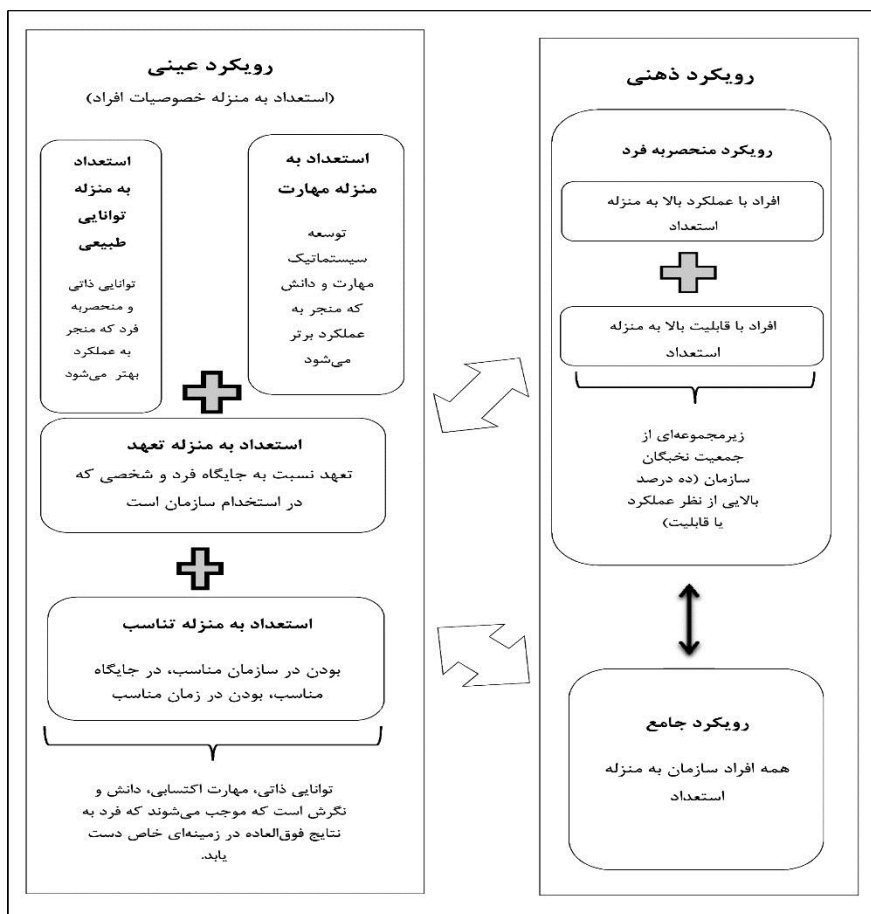 رویکرد ذهنی
رویکرد منحصربه فرد
افراد با عملکرد بالا به منزله
استعداد
افراد با قابلیت بالا به منزله
استعداد
زیرمجموعه‌ای از
جمعیت نخبگان
سازمان (ده درصد
بالایی از نظر عملکرد
یا قابلیت)
رویکرد جامع
همه افراد سازمان به منزله
استعداد
رویکرد عینی
(استعداد به منزله خصوصیات افراد)
استعداد به
منزله مهارت
توسعه
سیستماتیک
مهارت و دانش
که منجر به
عملکرد برتر
می‌شود
استعداد
به منزله
توانایی
طبیعی
توانایی ذاتی
و منحصربه
فرد که منجر
به عملکرد
بهتر می‌شود
استعداد به منزله تعهد
تعهد نسبت به جایگاه فرد و شخصی که
در استخدام سازمان است
استعداد به منزله تناسب
بودن در سازمان مناسب، در جایگاه
مناسب، بودن در زمان مناسب
توانایی ذاتی، مهارت اکتسابی، دانش و
نگرش است که موجب می‌شوند که فرد به
نتایج فوق‌العاده در زمینه‌ای خاص دست
یابد.